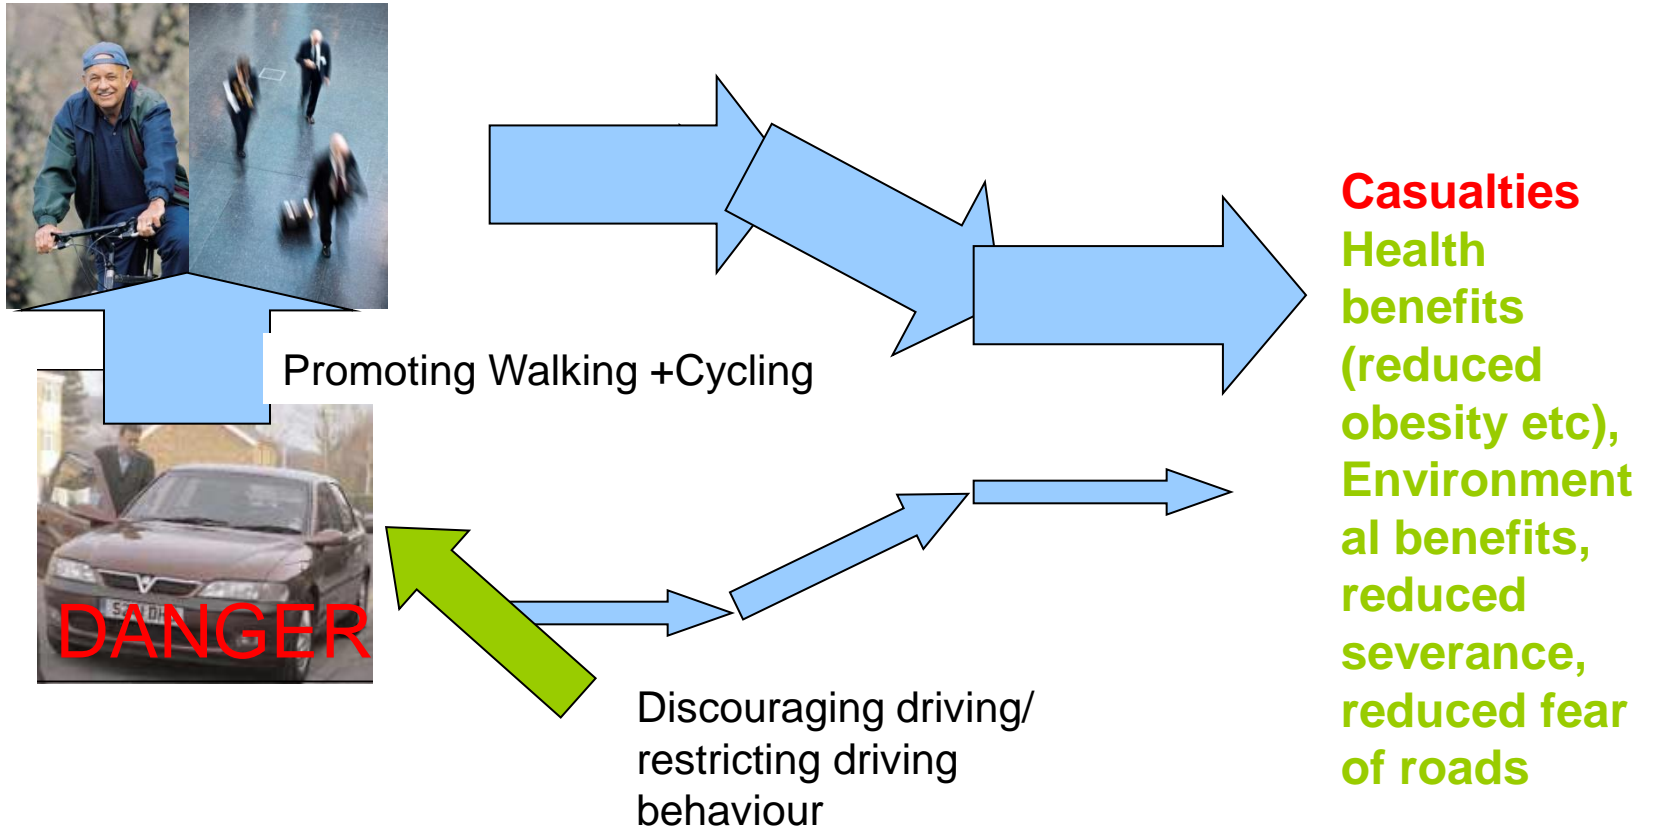 Promoting Walking +Cycling
DANGER
Discouraging driving/
restricting driving
behaviour
Casualties
Health
benefits
(reduced
obesity etc),
Environment
al benefits,
reduced
severance,
reduced fear
of roads